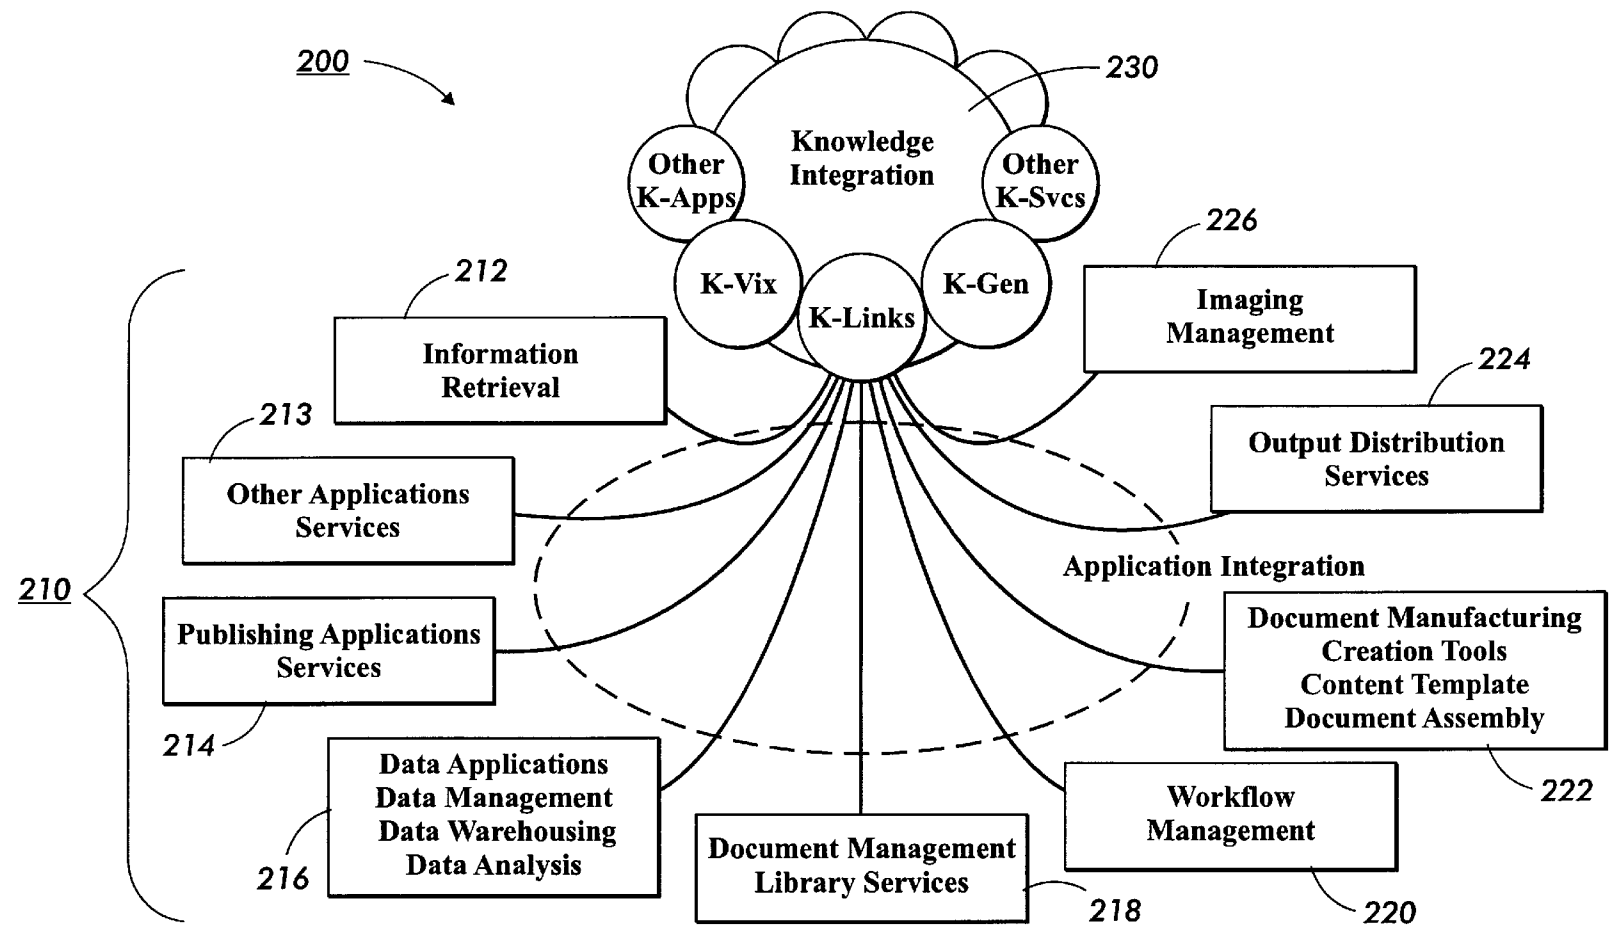 200
230
Knowledge
Integration
Other
K-Apps
Other
K-Svcs
K-Vix
K-Links
K-Gen
226
Imaging
Management
212
Information
Retrieval
224
Output Distribution
Services
213
Other Applications
Services
Application Integration
210
Publishing Applications
Services
214
Document Manufacturing
Creation Tools
Content Template
Document Assembly
222
Data Applications
Data Management
Data Warehousing
Data Analysis
216
Workflow
Management
220
Document Management
Library Services
218